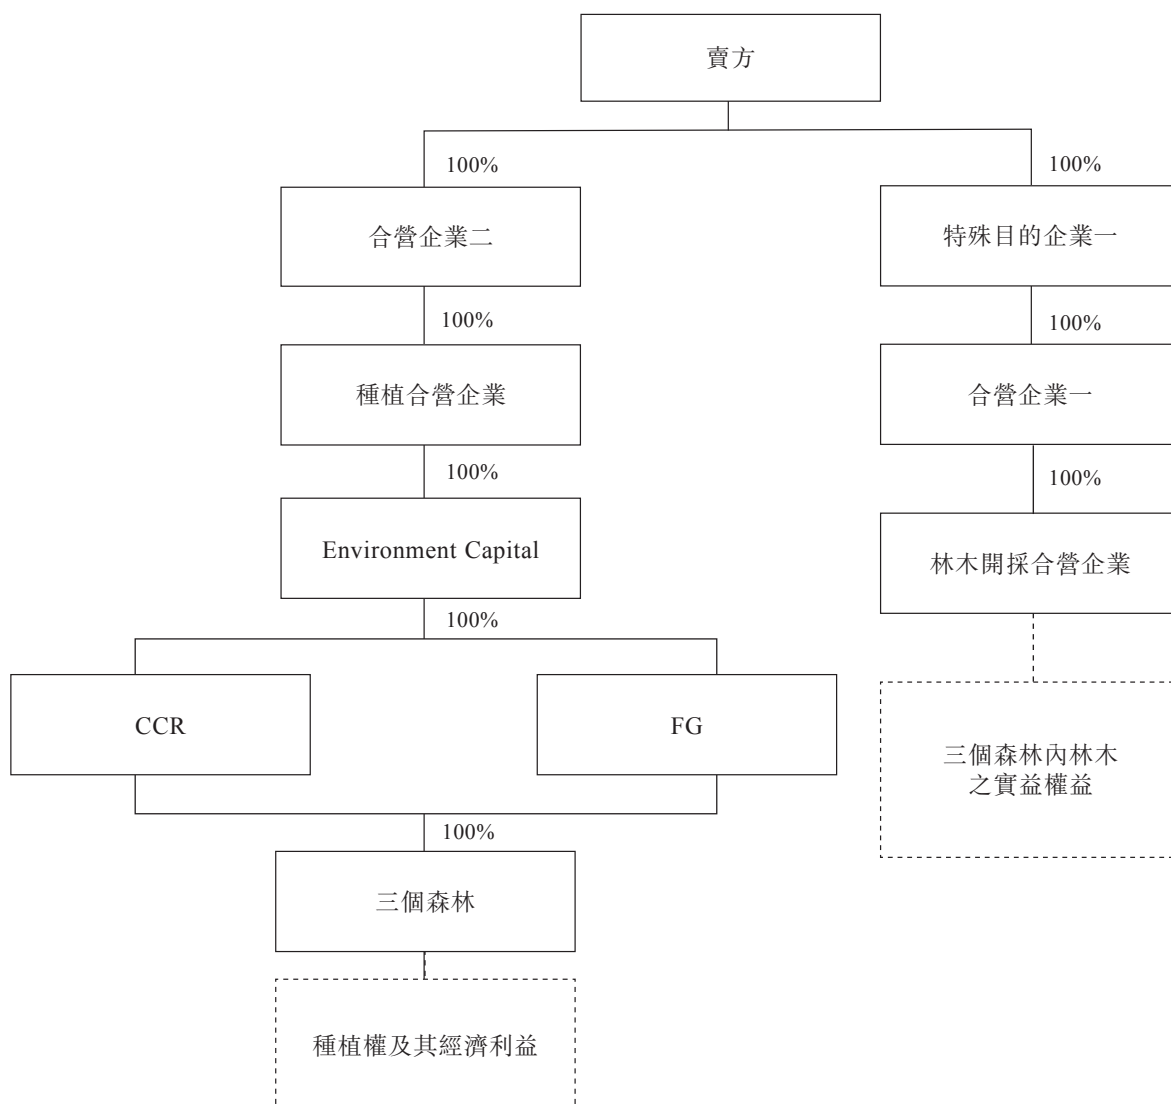 賣方
100%
100%
合營企業二
特殊目的企業一
100%
100%
種植合營企業
合營企業一
100%
100%
Environment Capital
林木開採合營企業
100%
CCR
FG
三個森林內林木
之實益權益
100%
三個森林
種植權及其經濟利益